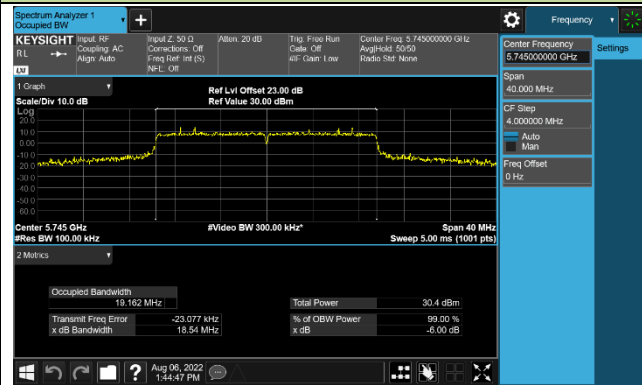 Spectrum Analyzer 1
Occupied BW
Frequency
KEYSIGHT
RL
LXI
Input: RF
Coupling: AC
Align: Auto
Input Z: 50 Ω
Corrections: Off
Freq Ref: Int (S)
NFE: Off
Atten: 20 dB
Trig: Free Run
Gate: Off
#IF Gain: Low
Center Freq: 5.745000000 GHz
Avg|Hold: 50/50
Radio Std: None
Center Frequency
5.745000000 GHz
Settings
Span
40.000 MHz
CF Step
4.000000 MHz
Auto
Man
Freq Offset
0 Hz
1 Graph
Scale/Div 10.0 dB
Ref Lvl Offset 23.00 dB
Ref Value 30.00 dBm
Log
20.0
10.0
0.00
-10.0
-20.0
-30.0
-40.0
-50.0
-60.0
Center 5.745 GHz
#Res BW 100.00 kHz
#Video BW 300.00 kHz*
Span 40 MHz
Sweep 5.00 ms (1001 pts)
2 Metrics
Occupied Bandwidth
19.162 MHz
Total Power 30.4 dBm
Transmit Freq Error -23.077 kHz
% of OBW Power 99.00 %
x dB Bandwidth 18.54 MHz
x dB -6.00 dB
?
Aug 06, 2022
1:44:47 PM